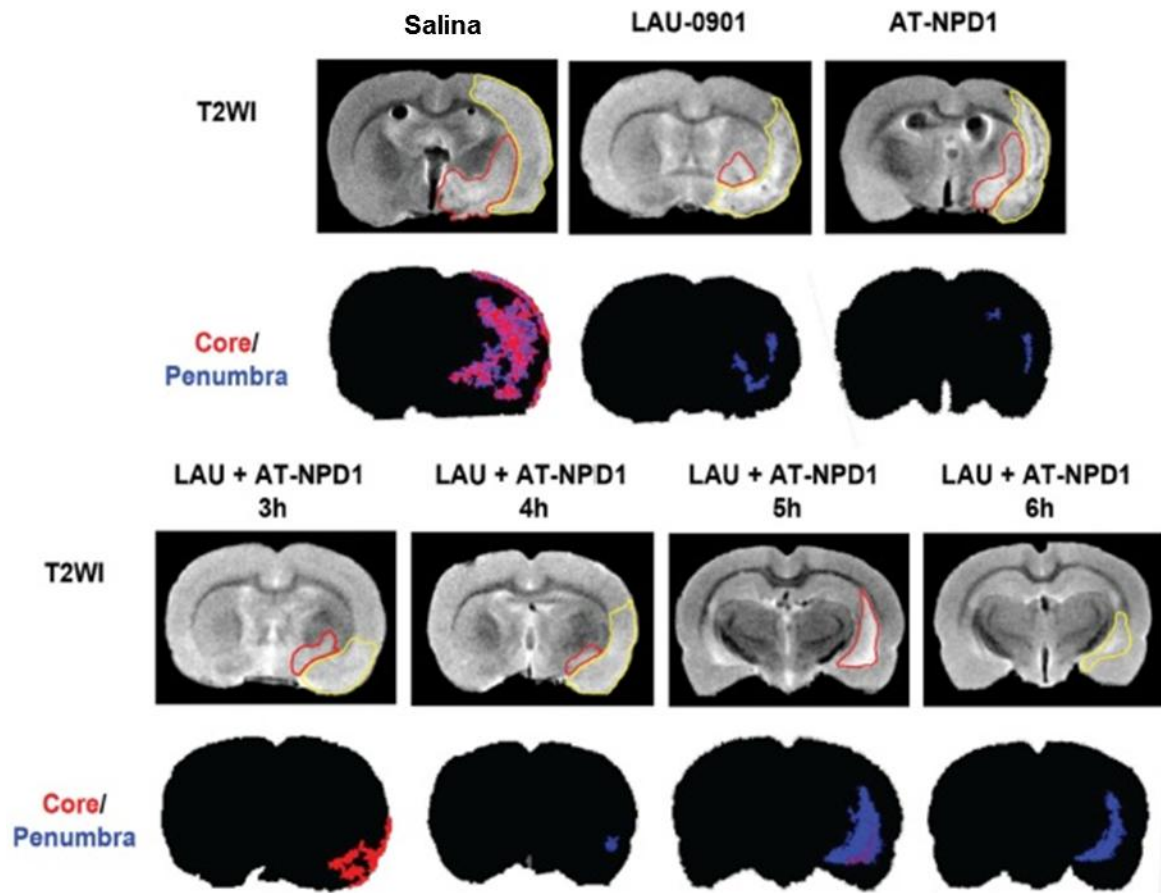 Salina
LAU-0901
AT-NPD1
T2WI
Core/
Penumbra
LAU + AT-NPD1
3h
LAU + AT-NPD1
4h
LAU + AT-NPD1
5h
LAU + AT-NPD1
6h
T2WI
Core/
Penumbra